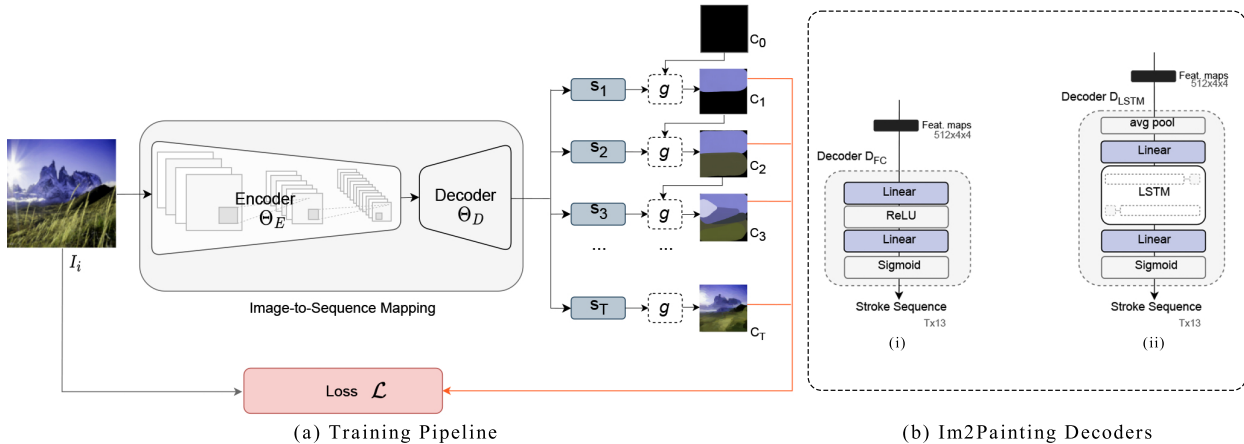 C0
S1
g
C1
S2
g
C2
S3
g
C3
...
...
ST
g
CT
Encoder
ΘE
Decoder
ΘD
Ii
Image-to-Sequence Mapping
Loss ℒ
(a) Training Pipeline
Feat. maps
512x4x4
Decoder DFC
Linear
ReLU
Linear
Sigmoid
Stroke Sequence
Tx13
(i)
Feat. maps
512x4x4
Decoder DLSTM
avg pool
Linear
LSTM
Linear
Sigmoid
Stroke Sequence
Tx13
(ii)
(b) Im2Painting Decoders